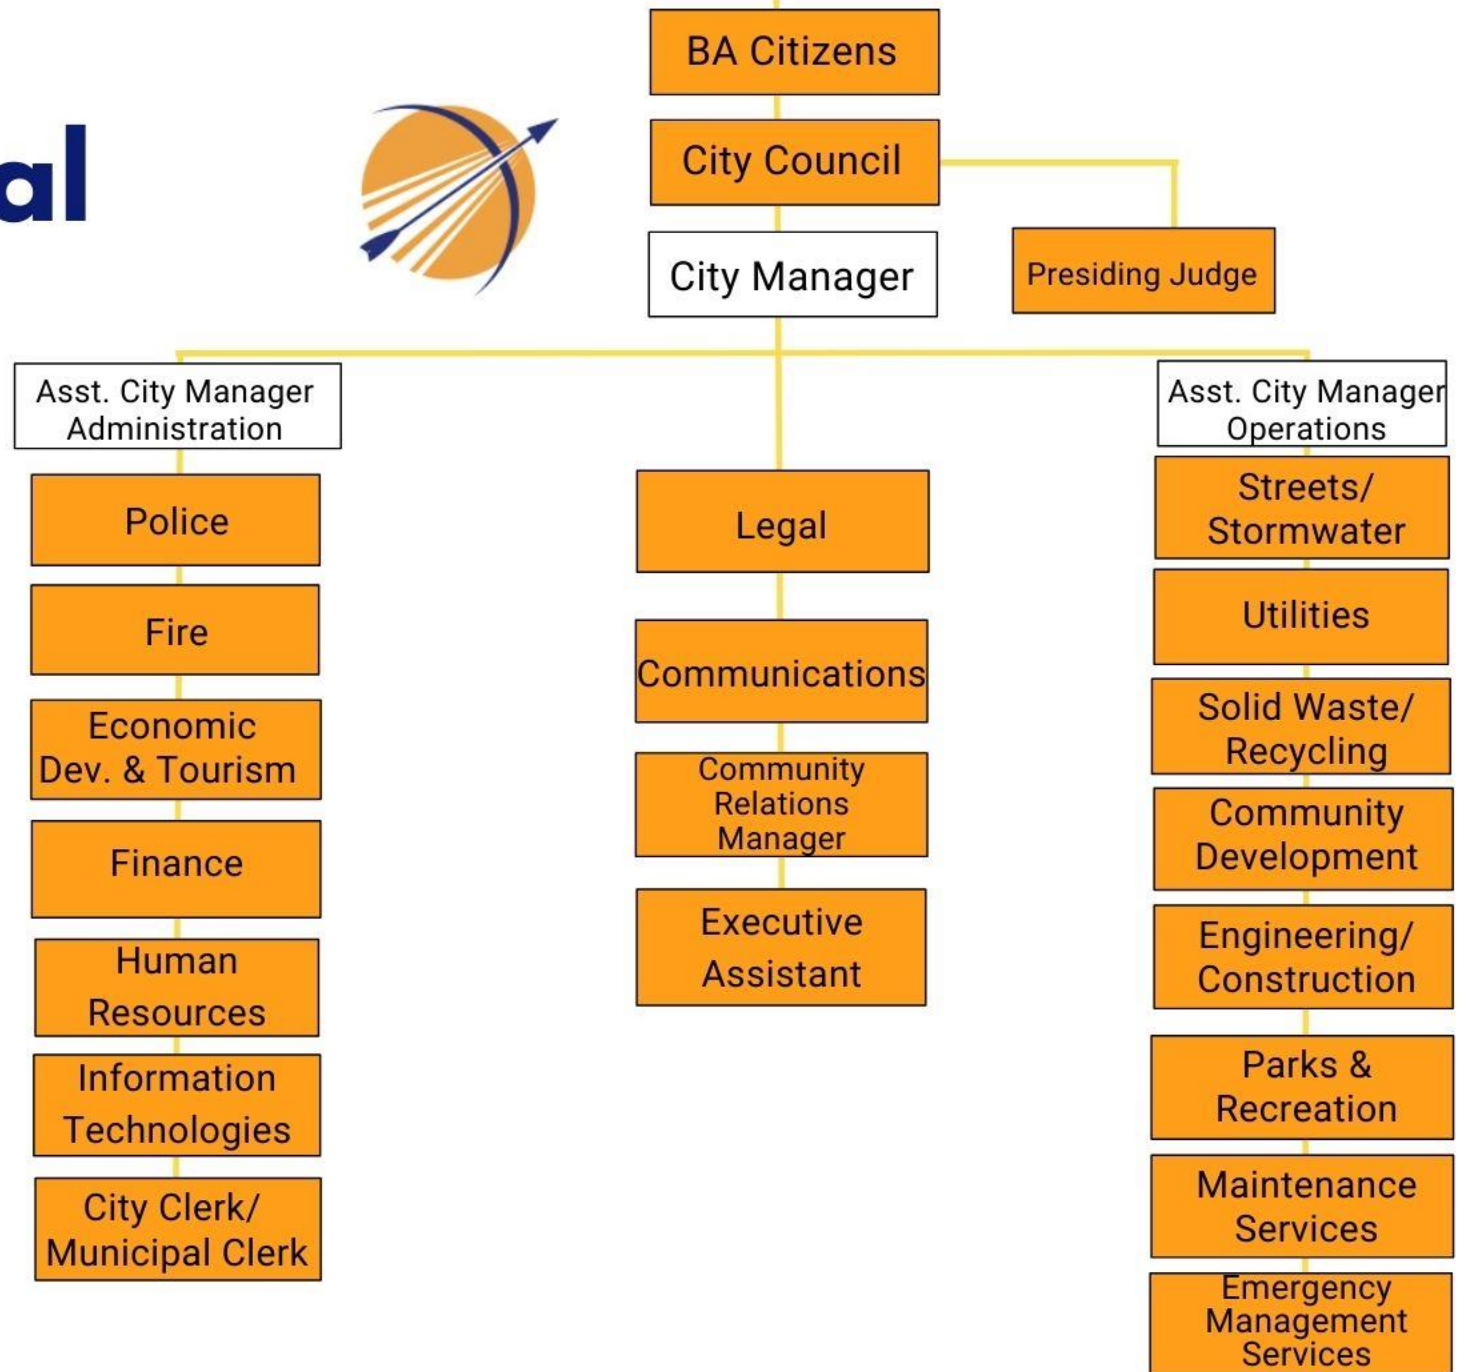 BA Citizens
al
City Council
City Manager
Presiding Judge
Asst. City Manager
Administration
Police
Fire
Economic
Dev. & Tourism
Finance
Human
Resources
Information
Technologies
City Clerk/
Municipal Clerk
Legal
Communications
Community
Relations
Manager
Executive
Assistant
Asst. City Manager
Operations
Streets/
Stormwater
Utilities
Solid Waste/
Recycling
Community
Development
Engineering/
Construction
Parks &
Recreation
Maintenance
Services
Emergency
Management
Services